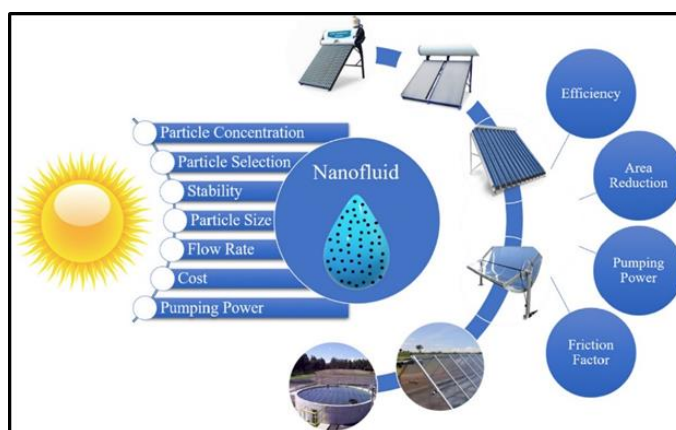 Particle Concentration
Particle Selection
Stability
Particle Size
Flow Rate
Cost
Pumping Power
Nanofluid
Efficiency
Area
Reduction
Pumping
Power
Friction
Factor